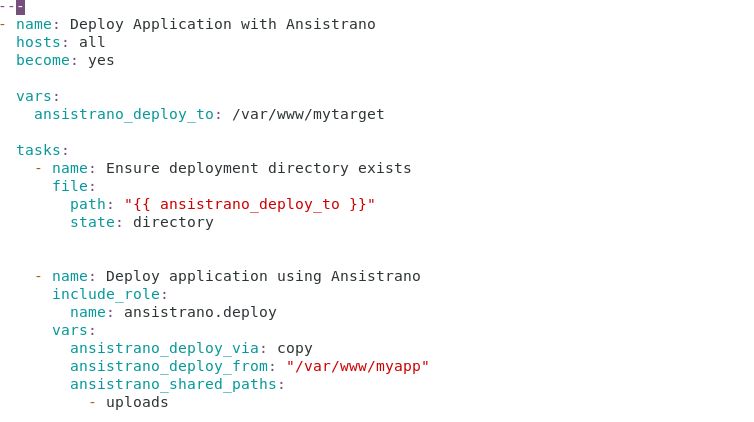 ---
- name: Deploy Application with Ansistrano
  hosts: all
  become: yes

  vars:
    ansistrano_deploy_to: /var/www/mytarget

  tasks:
    - name: Ensure deployment directory exists
      file:
        path: "{{ ansistrano_deploy_to }}"
        state: directory


    - name: Deploy application using Ansistrano
      include_role:
        name: ansistrano.deploy
      vars:
        ansistrano_deploy_via: copy
        ansistrano_deploy_from: "/var/www/myapp"
        ansistrano_shared_paths:
          - uploads